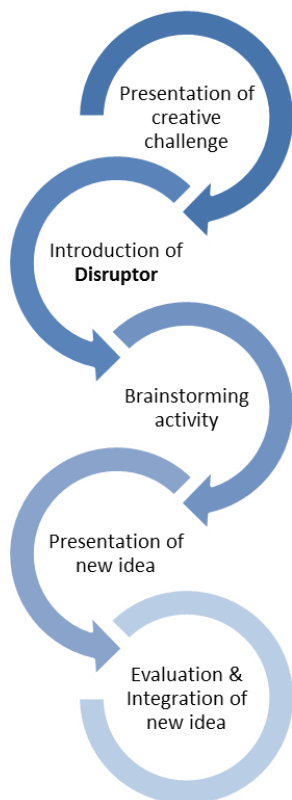 Presentation of
creative
challenge
Introduction of
Disruptor
Brainstorming
activity
Presentation of
new idea
Evaluation &
Integration of
new idea